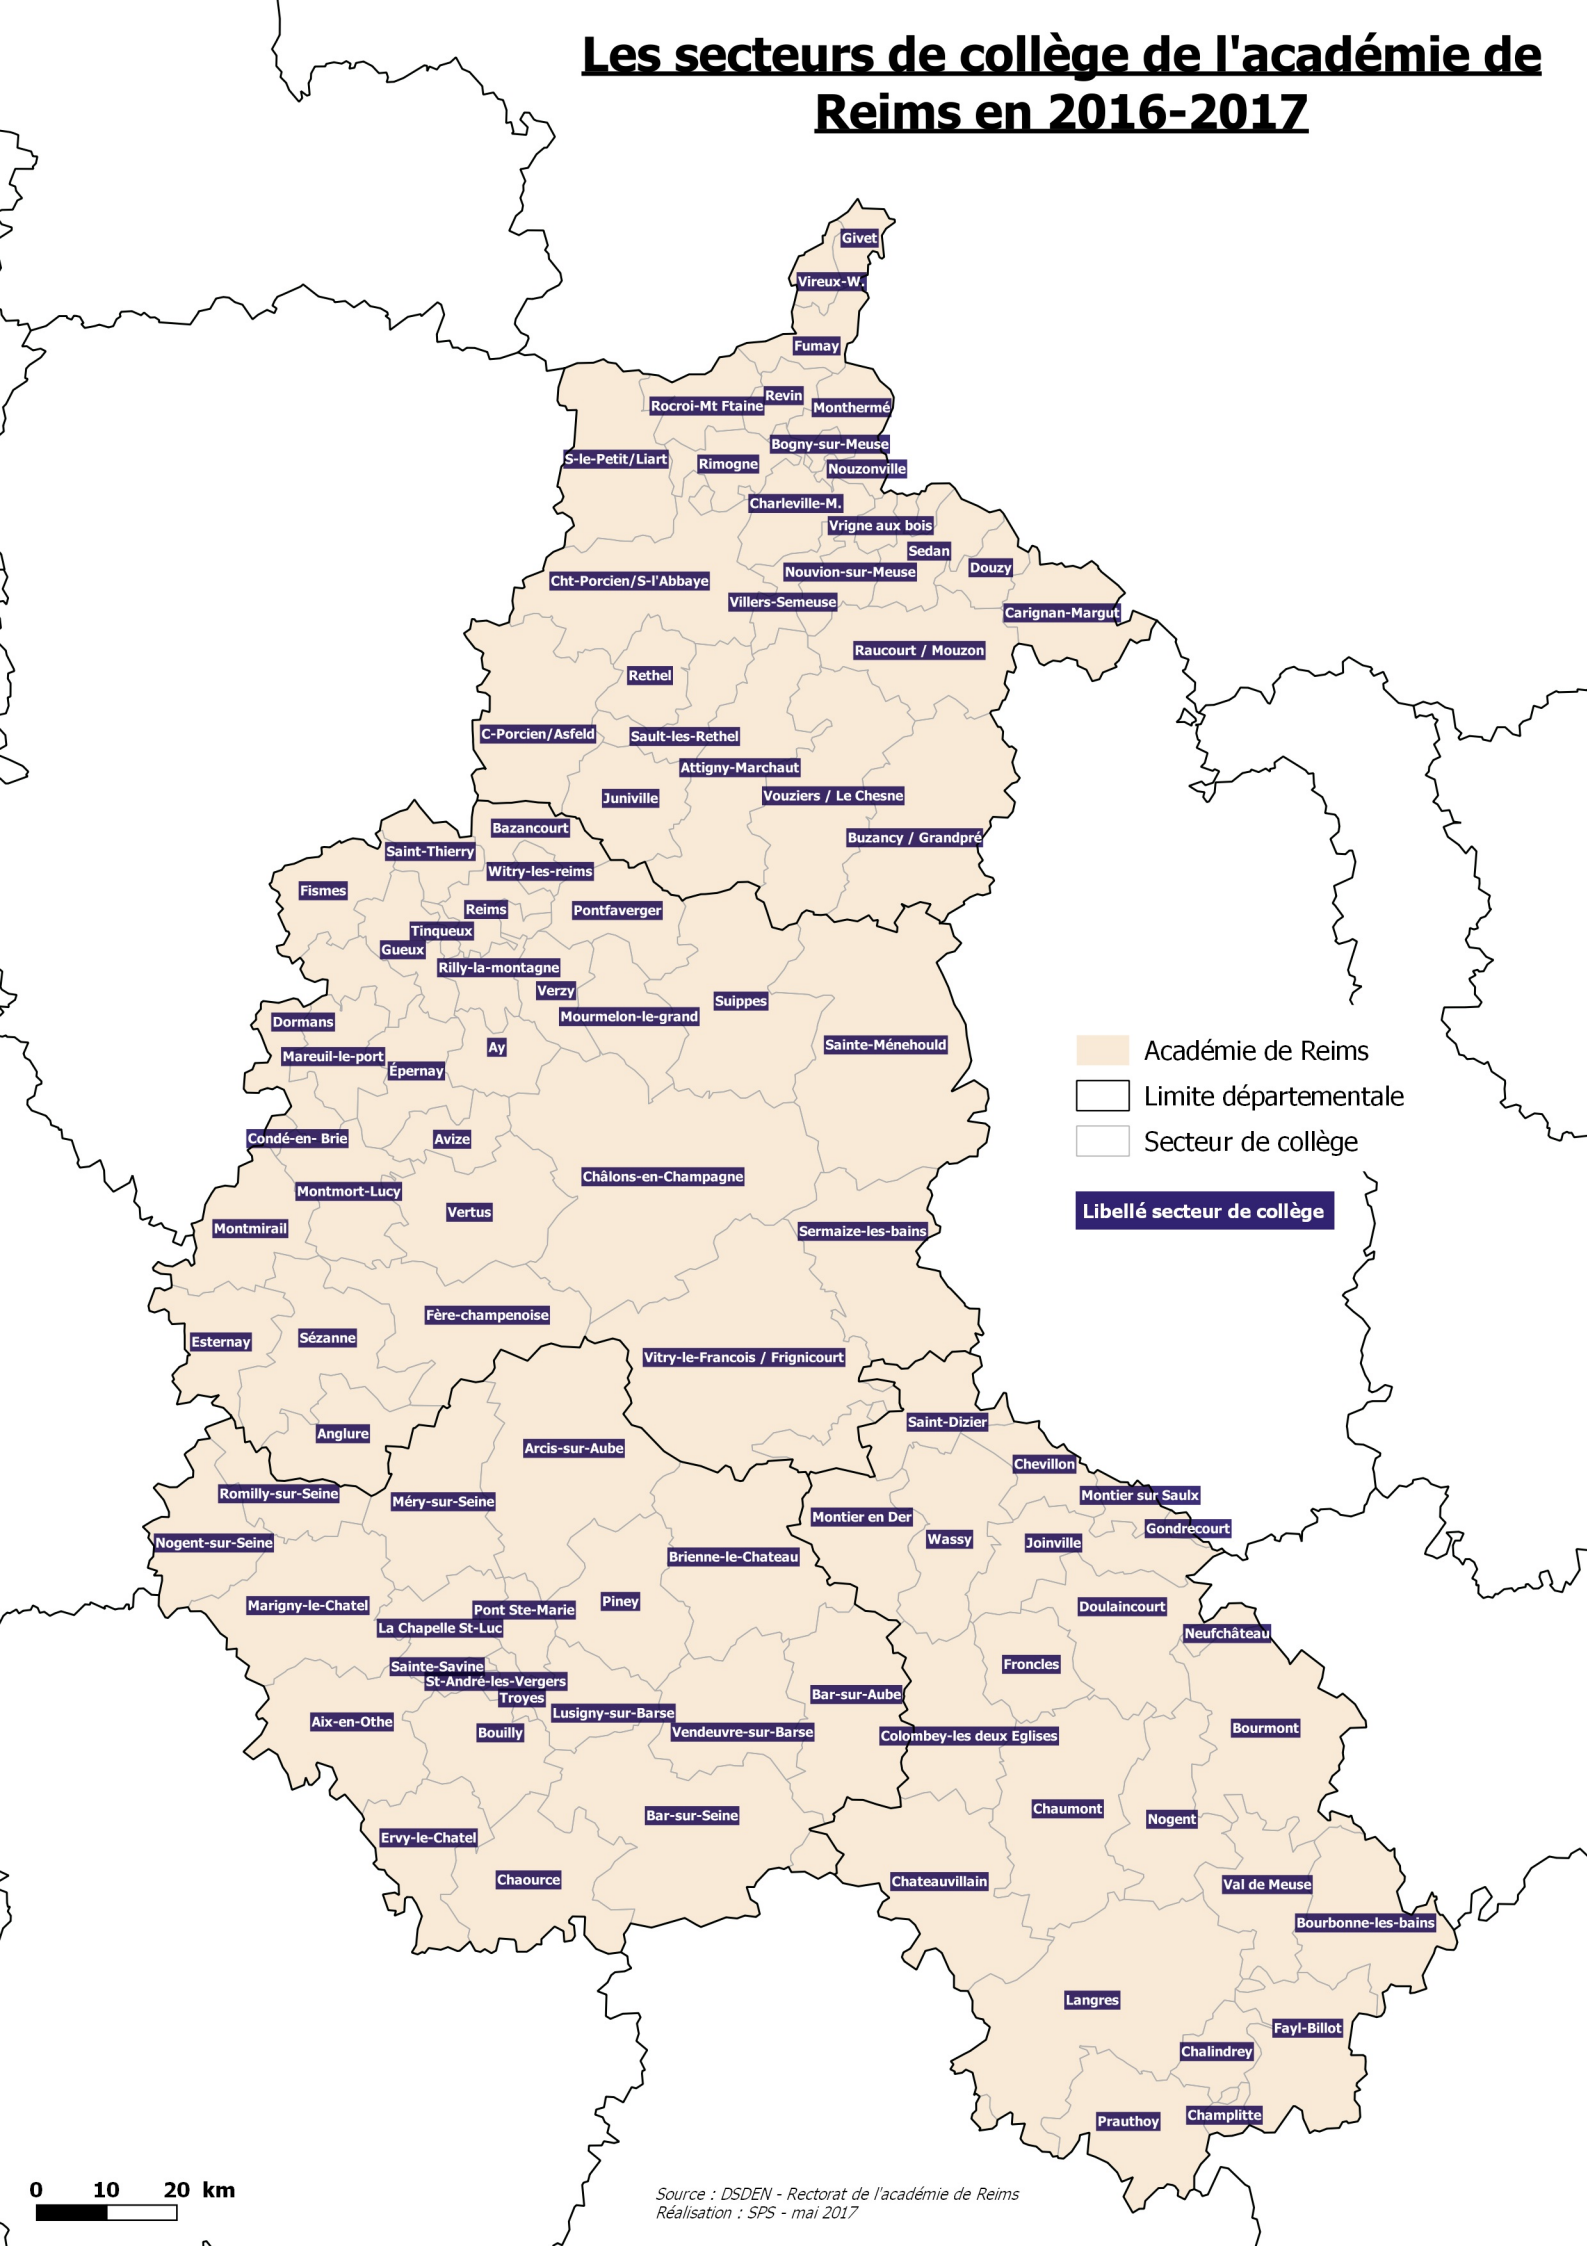 Les secteurs de collège de l'académie de
Reims en 2016-2017
Givet
Vireux-W.
Fumay
Revin
Rocroi-Mt Ftaine
Monthermé
Bogny-sur-Meuse
S-le-Petit/Liart
Rimogne
Nouzonville
Charleville-M.
Vrigne aux bois
Sedan
Douzy
Nouvion-sur-Meuse
Cht-Porcien/S-l'Abbaye
Villers-Semeuse
Carignan-Margut
Raucourt / Mouzon
Rethel
C-Porcien/Asfeld
Sault-les-Rethel
Attigny-Marchaut
Juniville
Vouziers / Le Chesne
Bazancourt
Buzancy / Grandpré
Saint-Thierry
Witry-les-reims
Fismes
Reims
Pontfaverger
Tinqueux
Gueux
Rilly-la-montagne
Verzy
Suippes
Mourmelon-le-grand
Dormans
Sainte-Ménehould
Mareuil-le-port
Ay
Épernay
Condé-en- Brie
Avize
Châlons-en-Champagne
Montmort-Lucy
Vertus
Montmirail
Sermaize-les-bains
Fère-champenoise
Esternay
Sézanne
Vitry-le-Francois / Frignicourt
Académie de Reims
Limite départementale
Secteur de collège
Libellé secteur de collège
Saint-Dizier
Anglure
Arcis-sur-Aube
Chevillon
Romilly-sur-Seine
Méry-sur-Seine
Montier sur Saulx
Montier en Der
Gondrecourt
Nogent-sur-Seine
Wassy
Joinville
Brienne-le-Chateau
Marigny-le-Chatel
Pont Ste-Marie
Piney
Doulaincourt
La Chapelle St-Luc
Neufchâteau
Sainte-Savine
Froncles
St-André-les-Vergers
Troyes
Bar-sur-Aube
Lusigny-sur-Barse
Aix-en-Othe
Bouilly
Vendeuvre-sur-Barse
Colombey-les deux Eglises
Bourmont
Bar-sur-Seine
Chaumont
Nogent
Ervy-le-Chatel
Chaource
Chateauvillain
Val de Meuse
Bourbonne-les-bains
Langres
Fayl-Billot
Chalindrey
Prauthoy
Champlitte
0 10 20 km
Source : DSDEN - Rectorat de l'académie de Reims
Réalisation : SPS - mai 2017